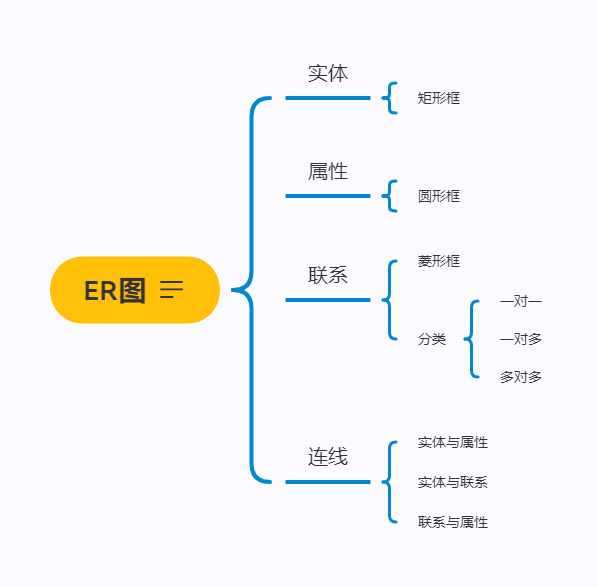 ER图
实体
矩形框
属性
圆形框
联系
菱形框
分类
一对一
一对多
多对多
连线
实体与属性
实体与联系
联系与属性